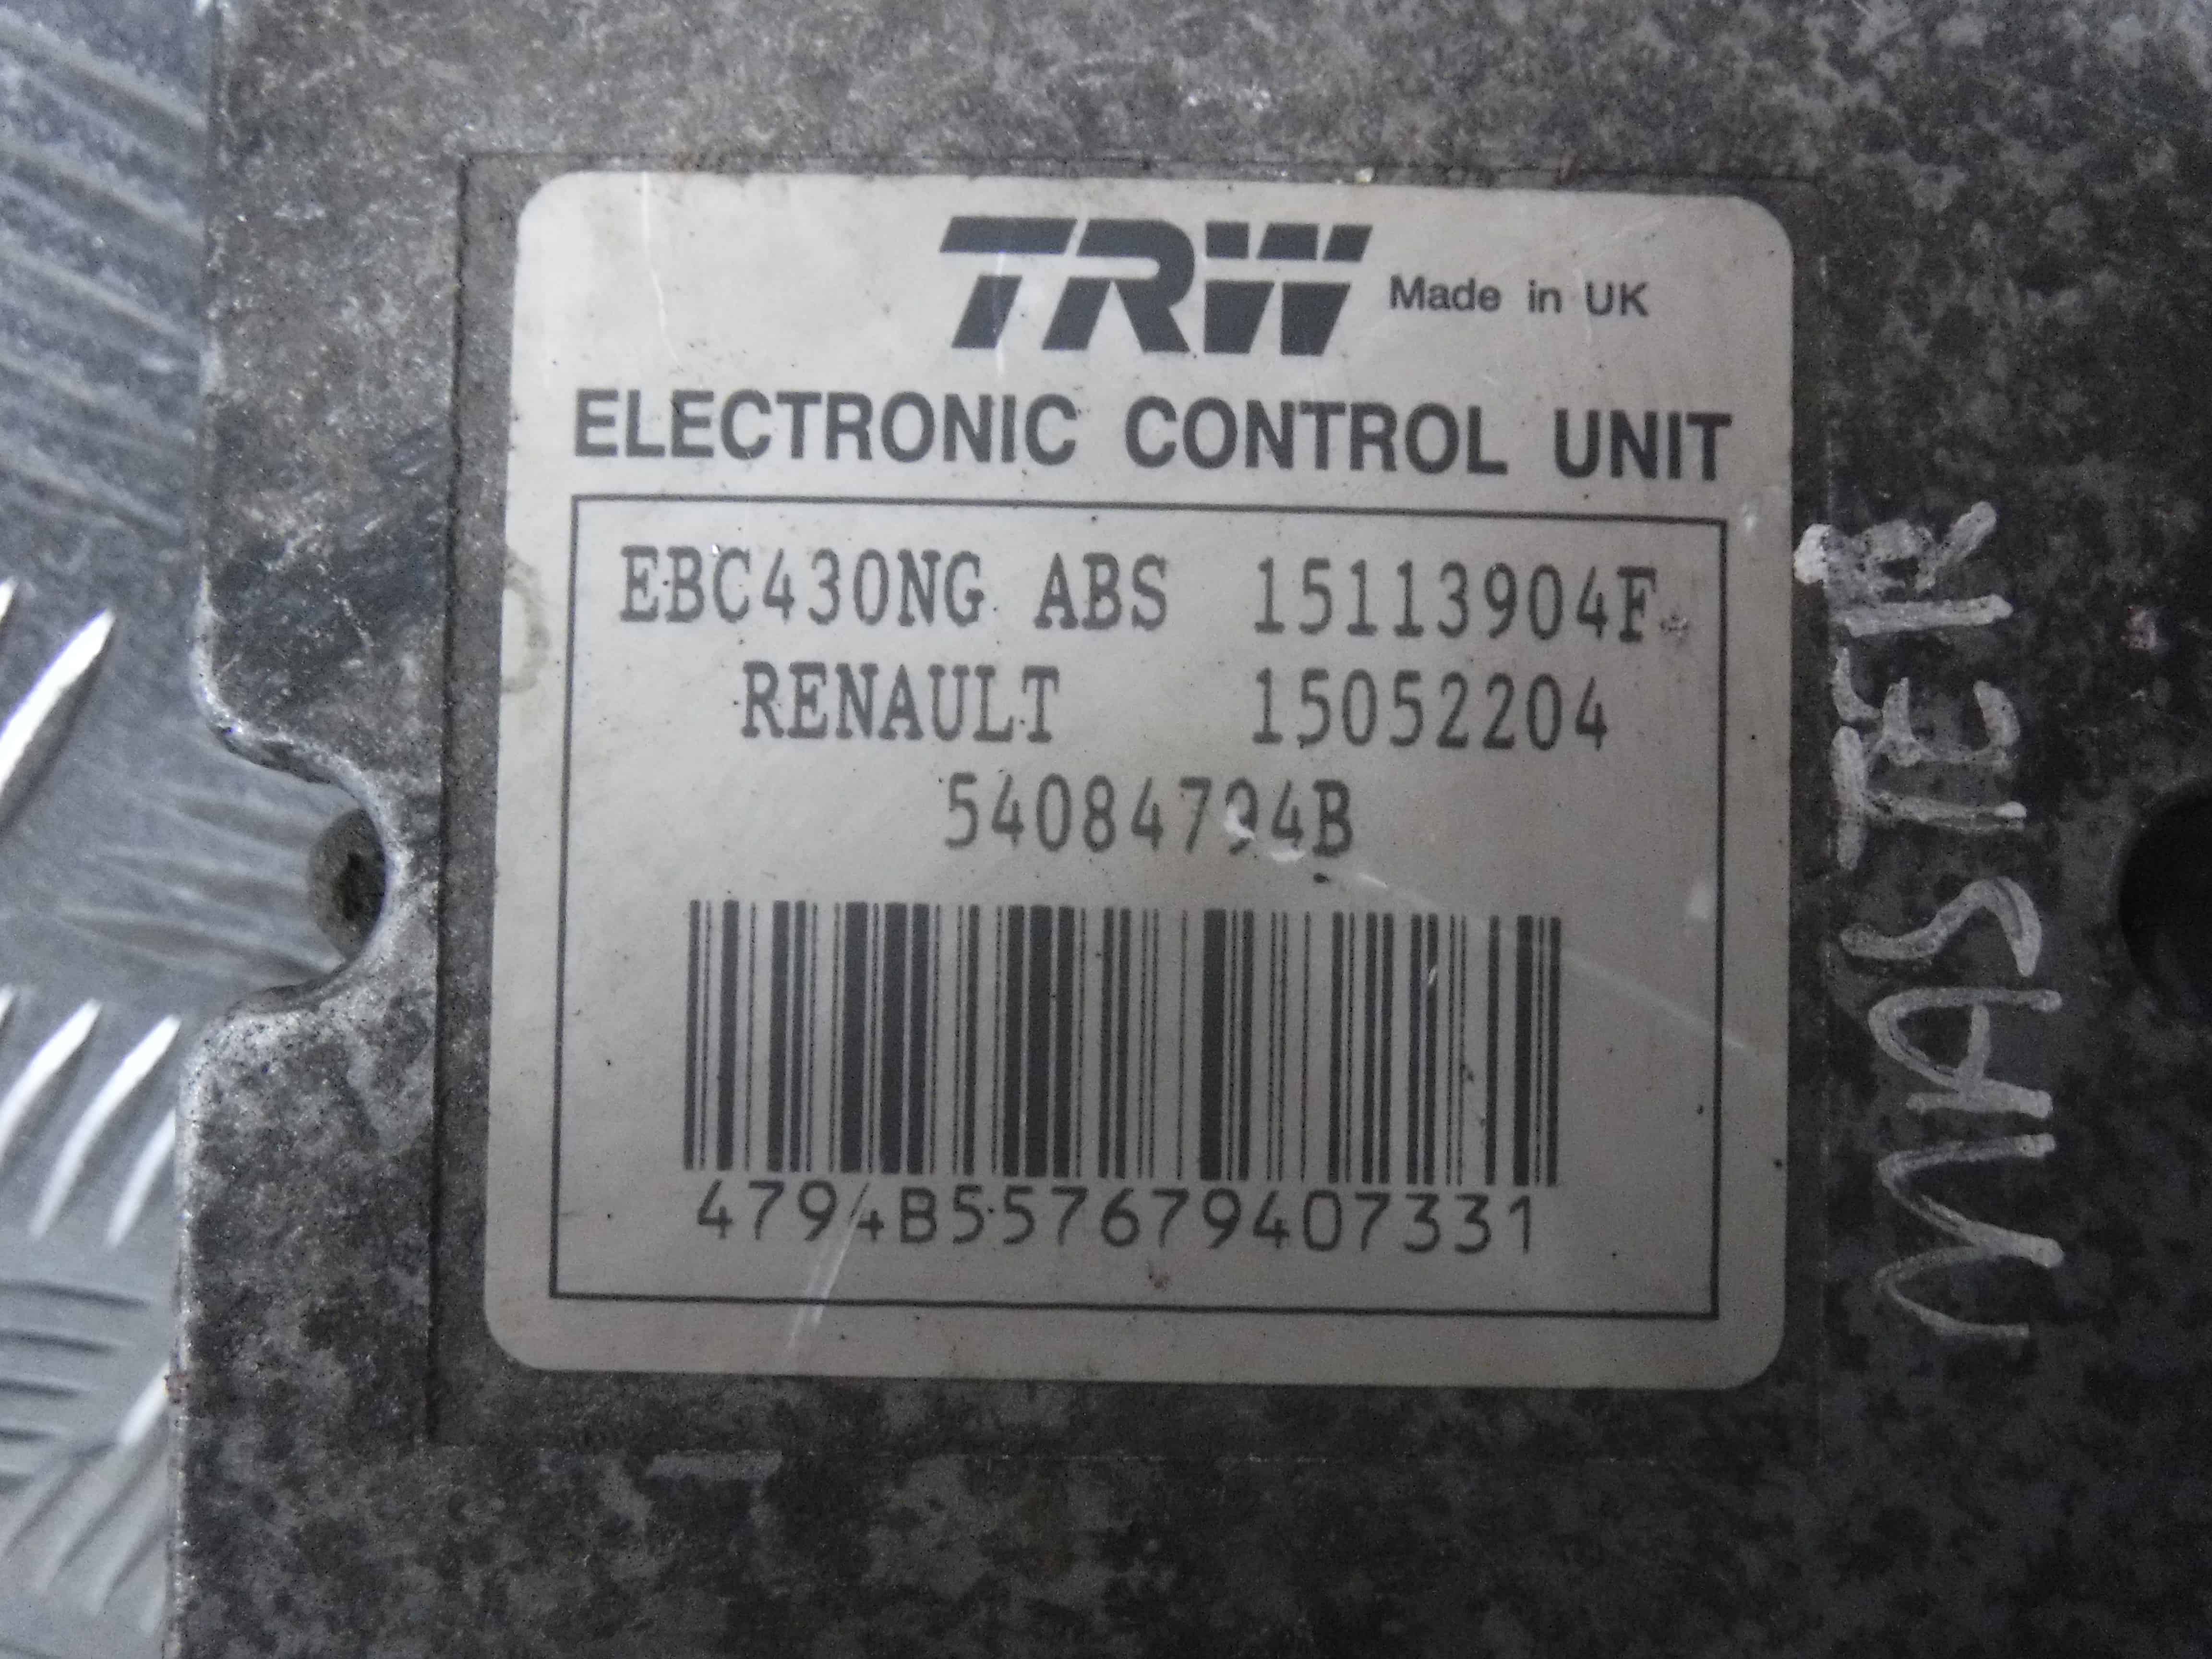 TRW Made in UK
ELECTRONIC CONTROL UNIT
EBC430NG ABS 15113904F
RENAULT 15052204
54084794B
4794B557679407331
MASTER